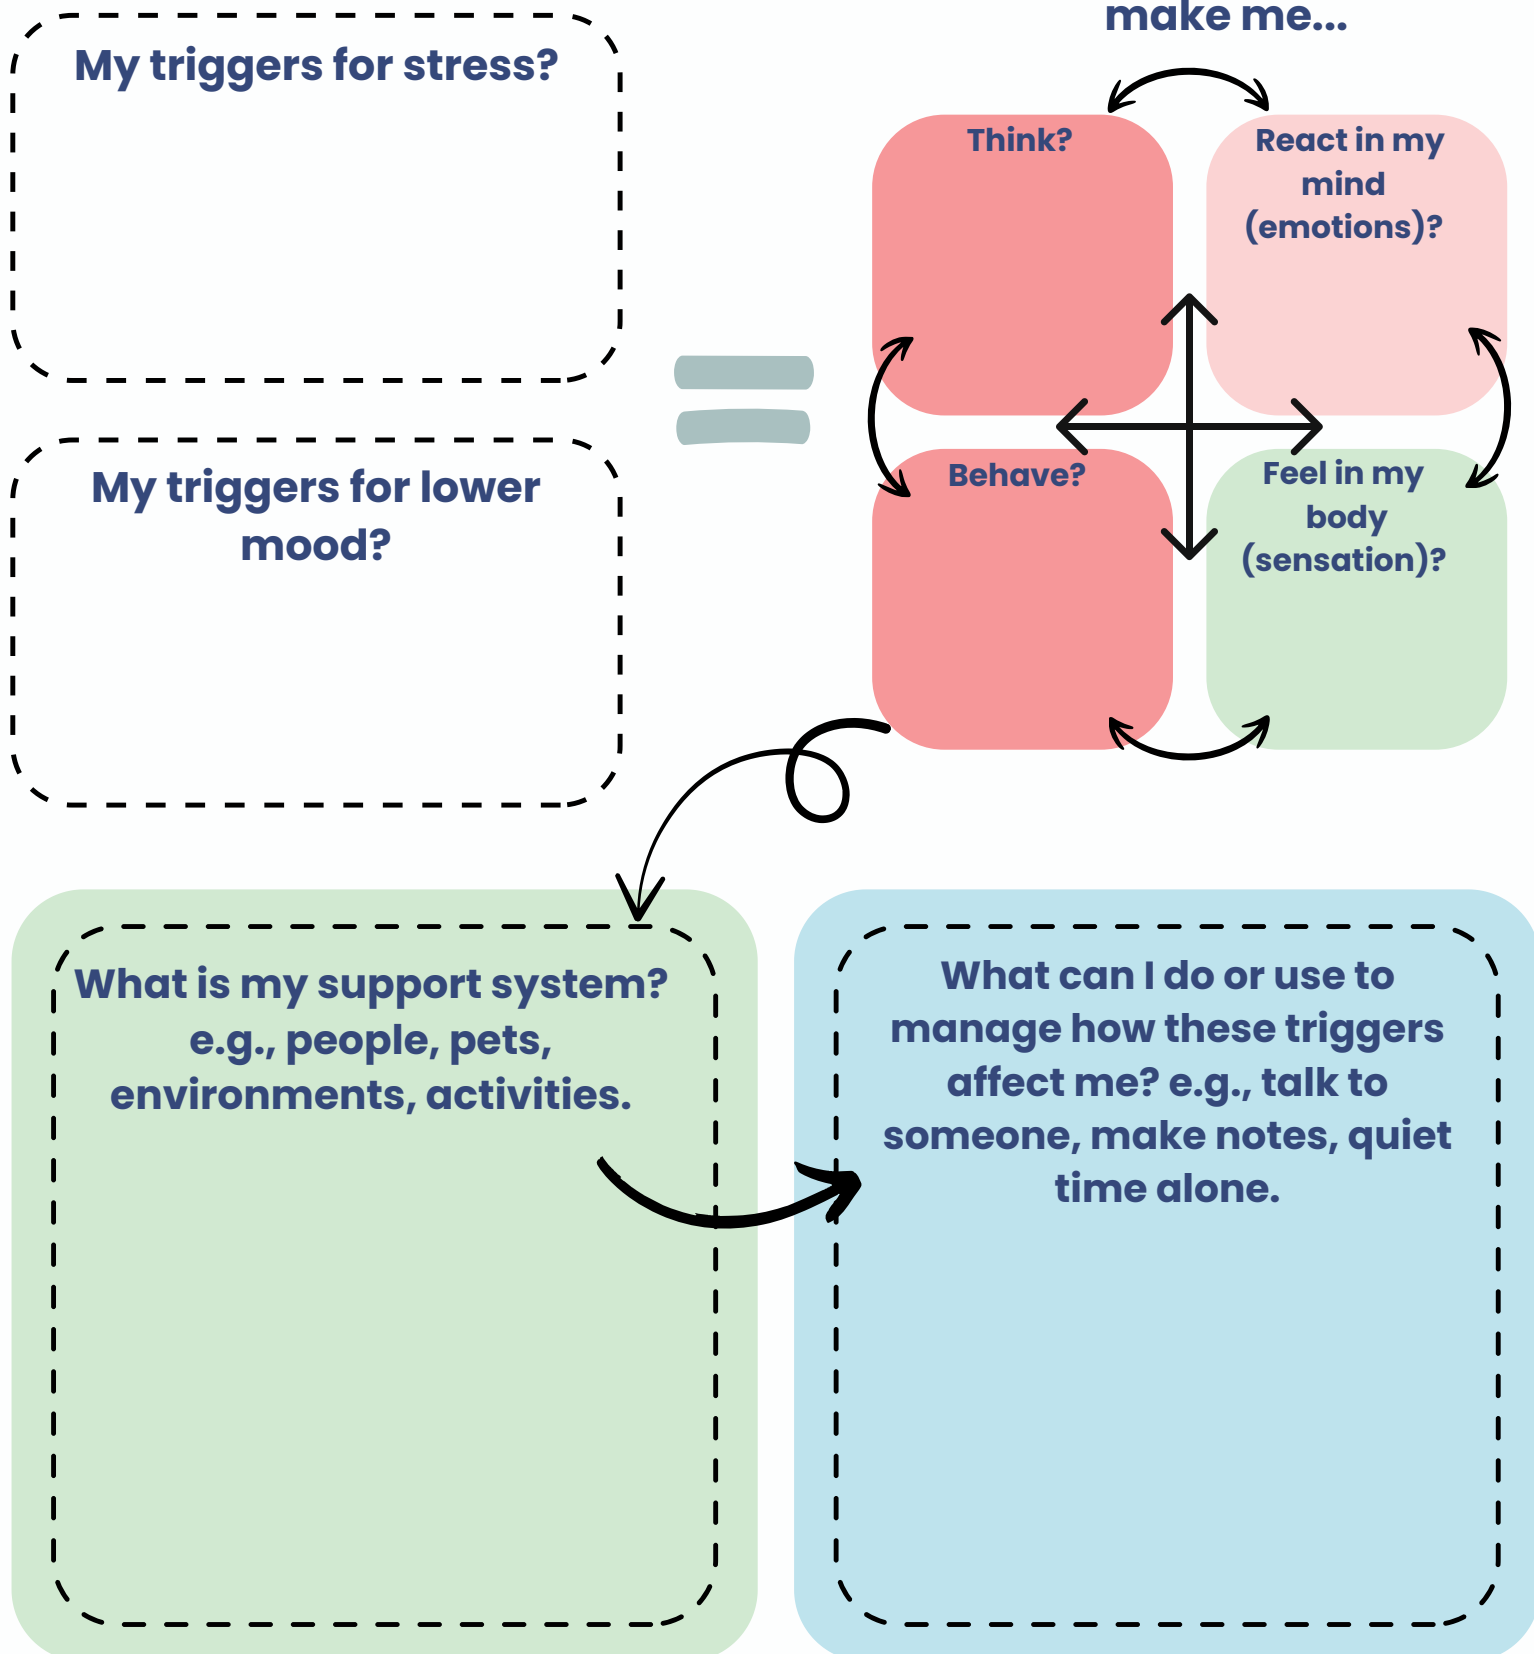 My triggers for stress?
My triggers for lower
mood?
make me...
Think?
React in my
mind
(emotions)?
Behave?
Feel in my
body
(sensation)?
What is my support system?
e.g., people, pets,
environments, activities.
What can I do or use to
manage how these triggers
affect me? e.g., talk to
someone, make notes, quiet
time alone.